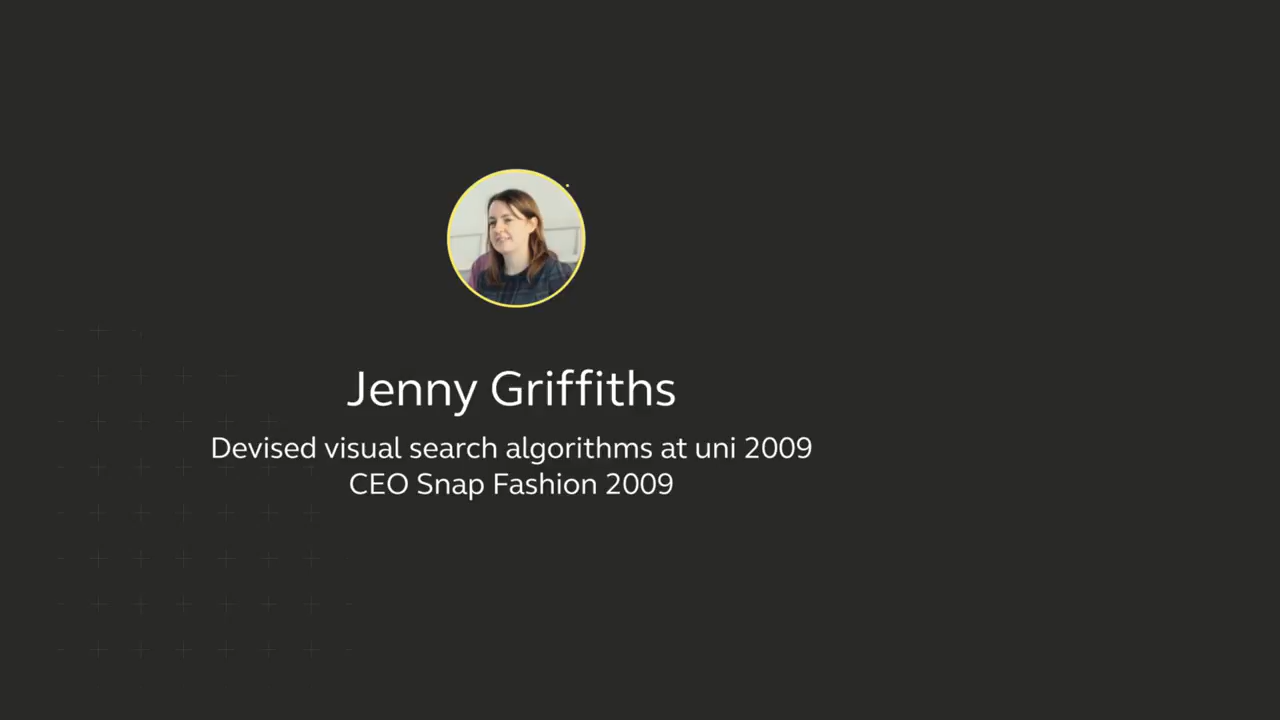 Jenny Griffiths
Devised visual search algorithms at uni 2009
CEO Snap Fashion 2009